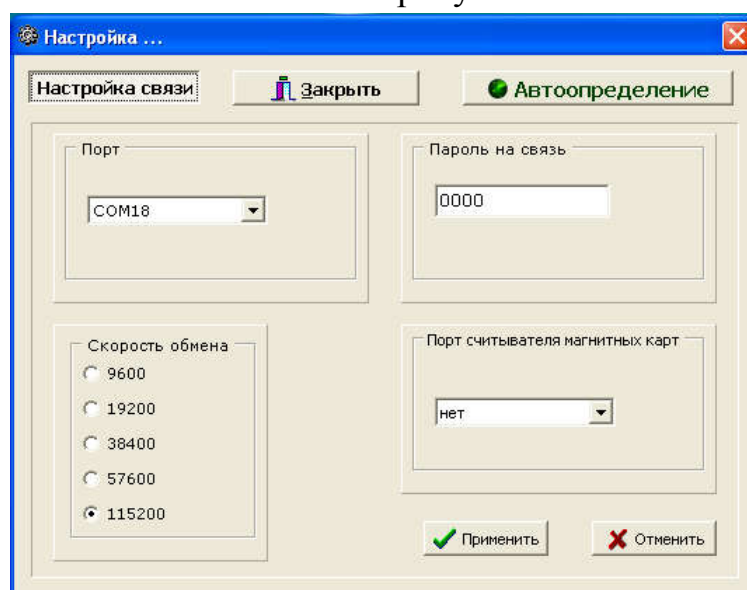 Настройка ...
Настройка связи
Закрыть
Автоопределение
Порт
COM18
Пароль на связь
0000
Скорость обмена
9600
19200
38400
57600
115200
Порт считывателя магнитных карт
нет
Применить
Отменить